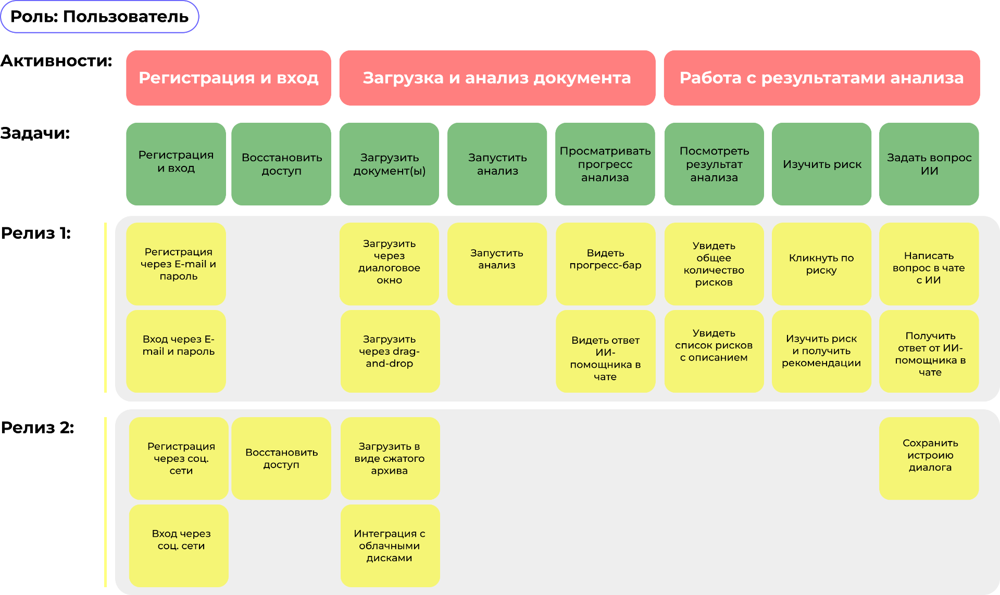 Роль: Пользователь
Активности:
Регистрация и вход
Загрузка и анализ документа
Работа с результатами анализа
Задачи:
Регистрация
и вход
Восстановить
доступ
Загрузить
документ(ы)
Запустить
анализ
Просматривать
прогресс
анализа
Посмотреть
результат
анализа
Изучить риск
Задать вопрос
ИИ
Релиз 1:
Регистрация
через E-mail и
пароль
Загрузить
через
диалоговое
окно
Запустить
анализ
Видеть
прогресс-бар
Увидеть
общее
количество
рисков
Кликнуть по
риску
Написать
вопрос в чате
с ИИ
Вход через E-
mail и пароль
Загрузить
через drag-
and-drop
Видеть ответ
ИИ-
помощника в
чате
Увидеть
список рисков
с описанием
Изучить риск
и получить
рекомендации
Получить
ответ от ИИ-
помощника в
чате
Релиз 2:
Регистрация
через соц.
сети
Восстановить
доступ
Загрузить в
виде сжатого
архива
Сохранить
истроию
диалога
Вход через
соц. сети
Интеграция с
облачными
дисками